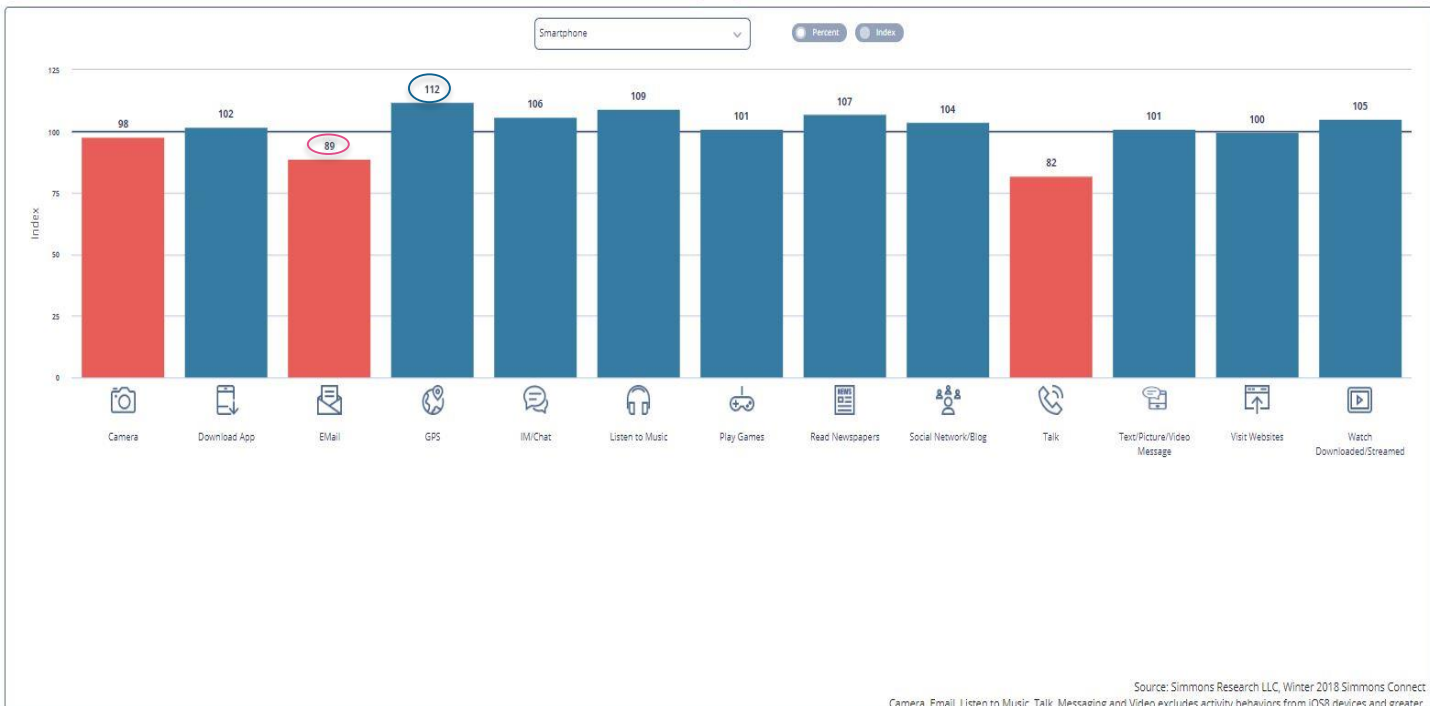 Smartphone
Percent
Index
125
112
109
107
106
105
104
102
101
101
100
98
100
89
82
75
50
25
0
Index
NEWS
Camera
Download App
EMail
GPS
IM/Chat
Listen to Music
Play Games
Read Newspapers
Social Network/Blog
Talk
Text/Picture/Video
Message
Visit Websites
Watch
Downloaded/Streamed
Source: Simmons Research LLC, Winter 2018 Simmons Connect
Camera, Email, Listen to Music, Talk, Messaging and Video excludes activity behaviors from iOS8 devices and greater.